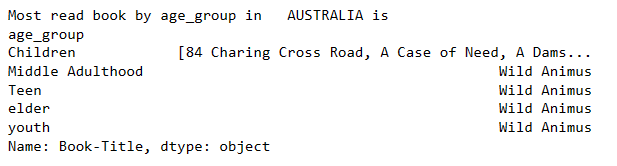 Most read book by age_group in   AUSTRALIA is
age_group
Children            [84 Charing Cross Road, A Case of Need, A Dams...
Middle Adulthood                                          Wild Animus
Teen                                                      Wild Animus
elder                                                     Wild Animus
youth                                                     Wild Animus
Name: Book-Title, dtype: object